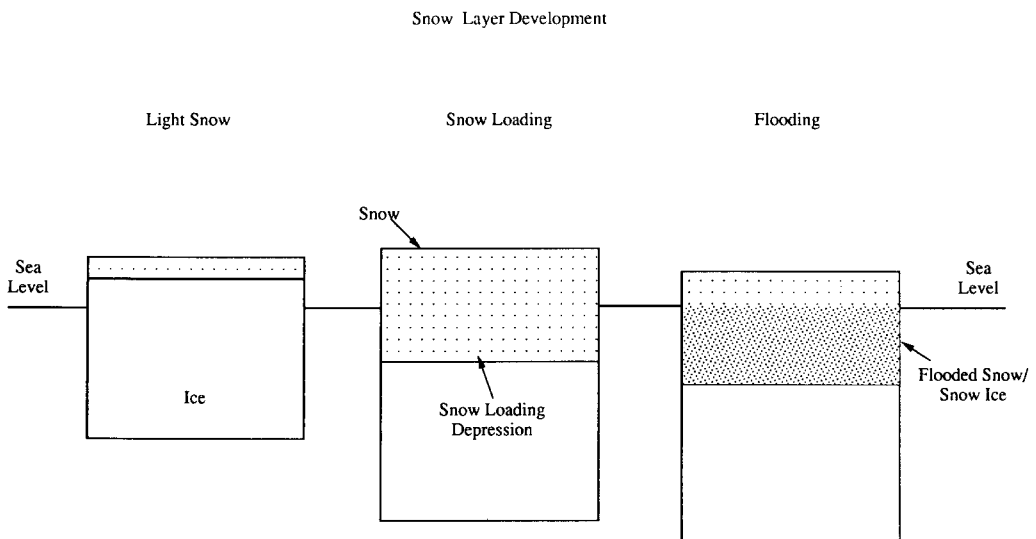 Snow Layer Development
Light Snow
Snow Loading
Flooding
Snow
Sea
Level
Sea
Level
Ice
Snow Loading
Depression
Flooded Snow/
Snow Ice